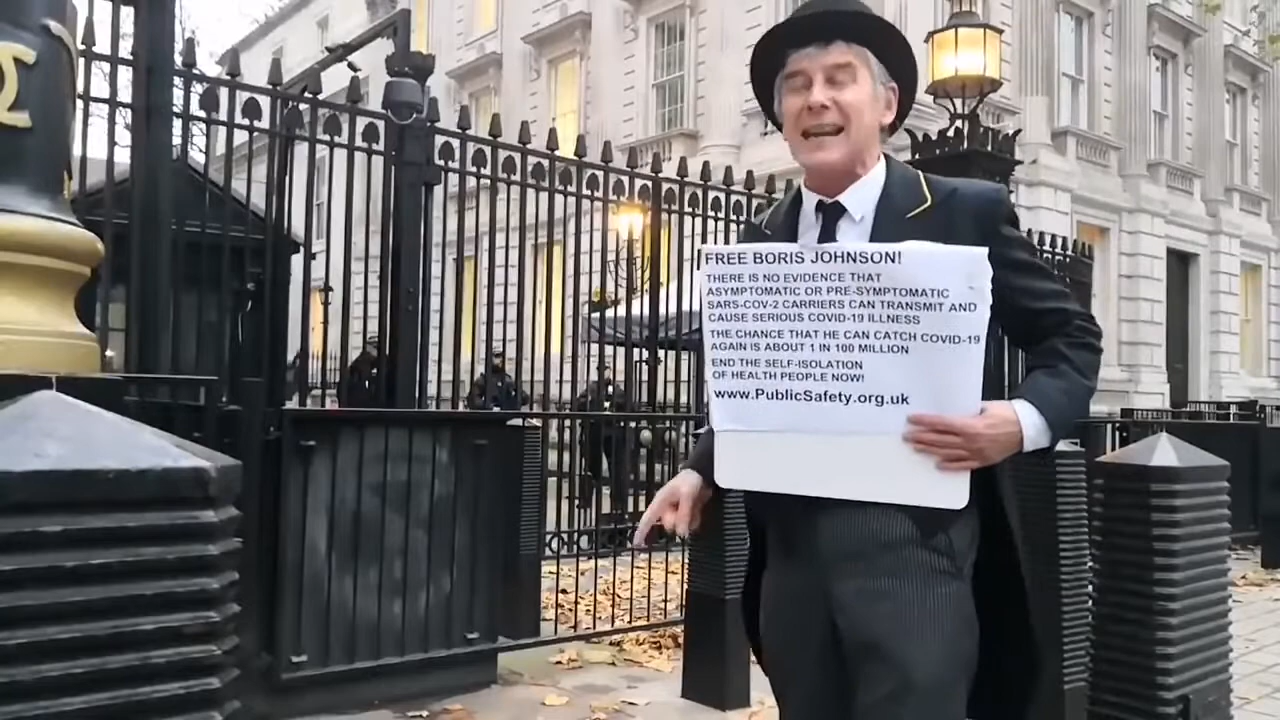 FREE BORIS JOHNSON!
THERE IS NO EVIDENCE THAT
ASYMPTOMATIC OR PRE-SYMPTOMATIC
SARS-COV-2 CARRIERS CAN TRANSMIT AND
CAUSE SERIOUS COVID-19 ILLNESS
THE CHANCE THAT HE CAN CATCH COVID-19
AGAIN IS ABOUT 1 IN 100 MILLION
END THE SELF-ISOLATION
OF HEALTH PEOPLE NOW!
www.PublicSafety.org.uk